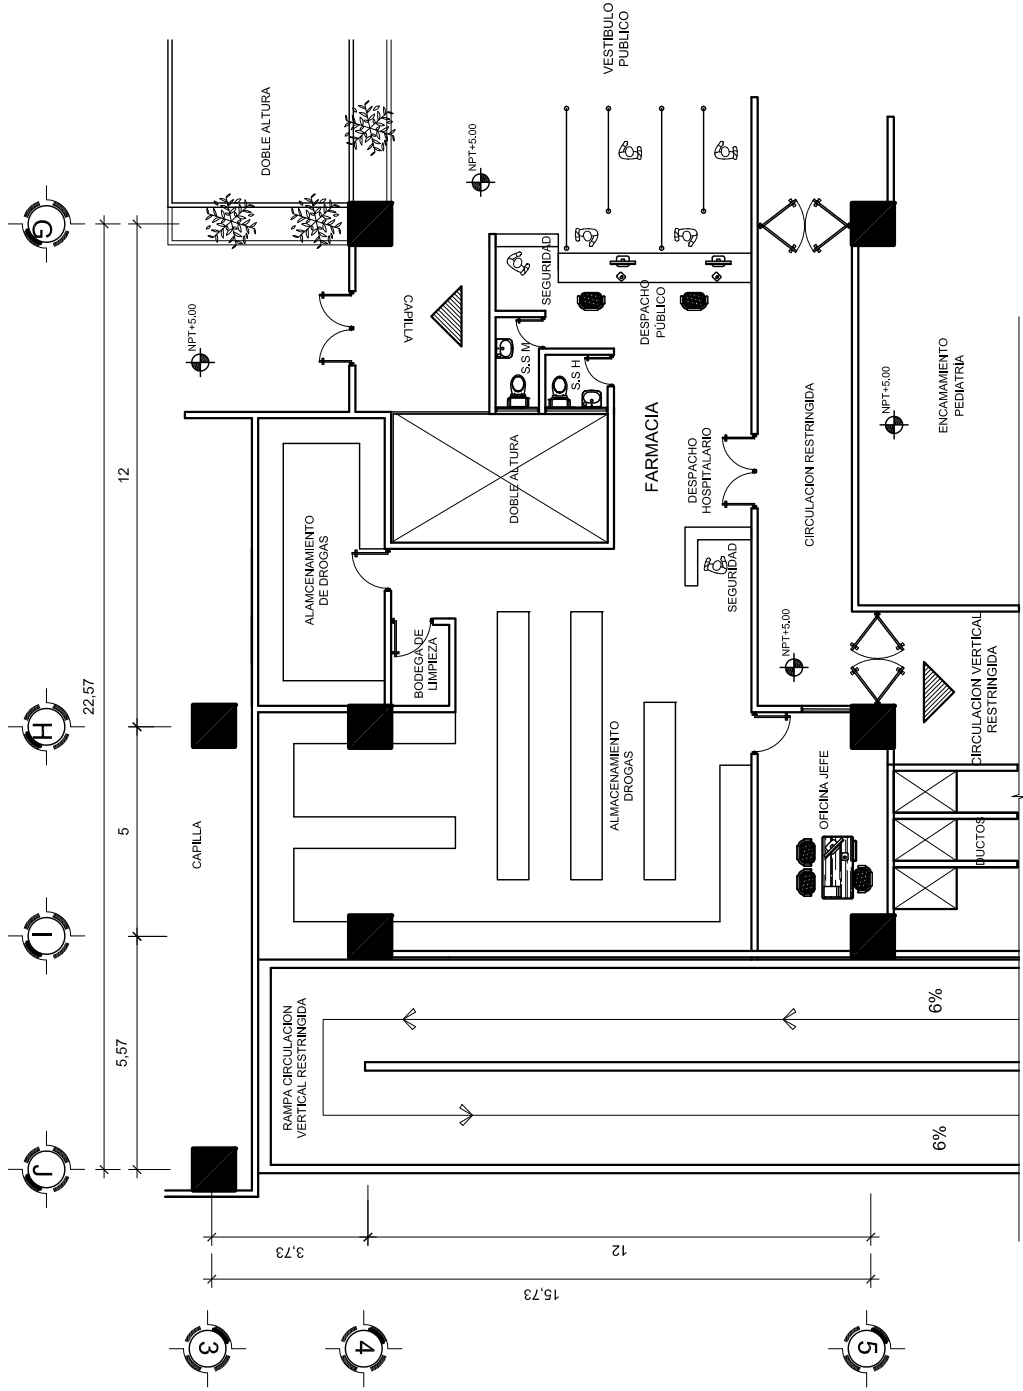 VESTIBULO
PUBLICO
DOBLE ALTURA
NPT+5.00
G
SEGURIDAD
CAPILLA
DESPACHO
PÚBLICO
NPT+5.00
S.S M
S.S H
ENCAMAMIENTO
PEDIATRÍA
NPT+5.00
CIRCULACION RESTRINGIDA
FARMACIA
DESPACHO
HOSPITALARIO
DOBLE ALTURA
12
ALAMCENAMIENTO
DE DROGAS
SEGURIDAD
NPT+5.00
BODEGA DE
LIMPIEZA
CIRCULACION VERTICAL
RESTRINGIDA
22,57
H
ALMACENAMIENTO
DROGAS
OFICINA JEFE
5
CAPILLA
DUCTOS
I
6%
RAMPA CIRCULACION
VERTICAL RESTRINGIDA
5,57
6%
J
3,73
12
15,73
3
4
5